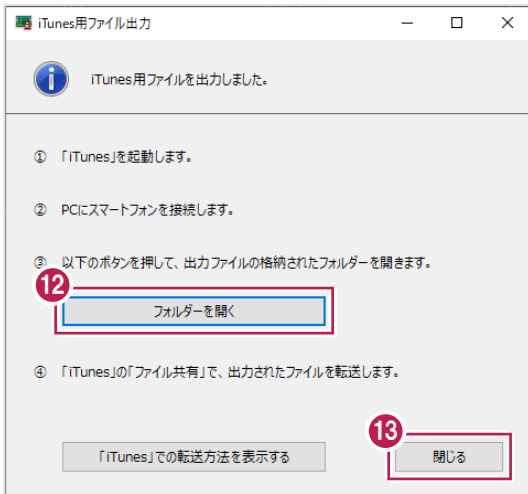 iTunes用ファイル出力
iTunes用ファイルを出力しました。
① 「iTunes」を起動します。
② PCにスマートフォンを接続します。
③ 以下のボタンを押して、出力ファイルの格納されたフォルダーを開きます。
12
フォルダーを開く
④ 「iTunes」の「ファイル共有」で、出力されたファイルを転送します。
13
「iTunes」での転送方法を表示する 閉じる